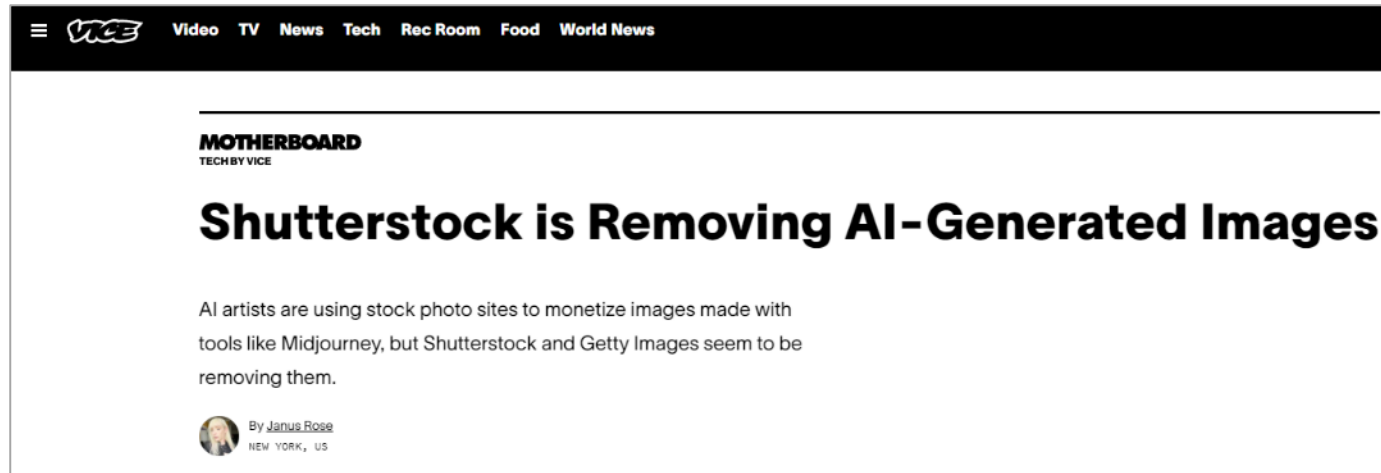 VICE Video TV News Tech Rec Room Food World News
MOTHERBOARD
TECH BY VICE
Shutterstock is Removing AI-Generated Images
AI artists are using stock photo sites to monetize images made with
tools like Midjourney, but Shutterstock and Getty Images seem to be
removing them.
By Janus Rose
NEW YORK, US